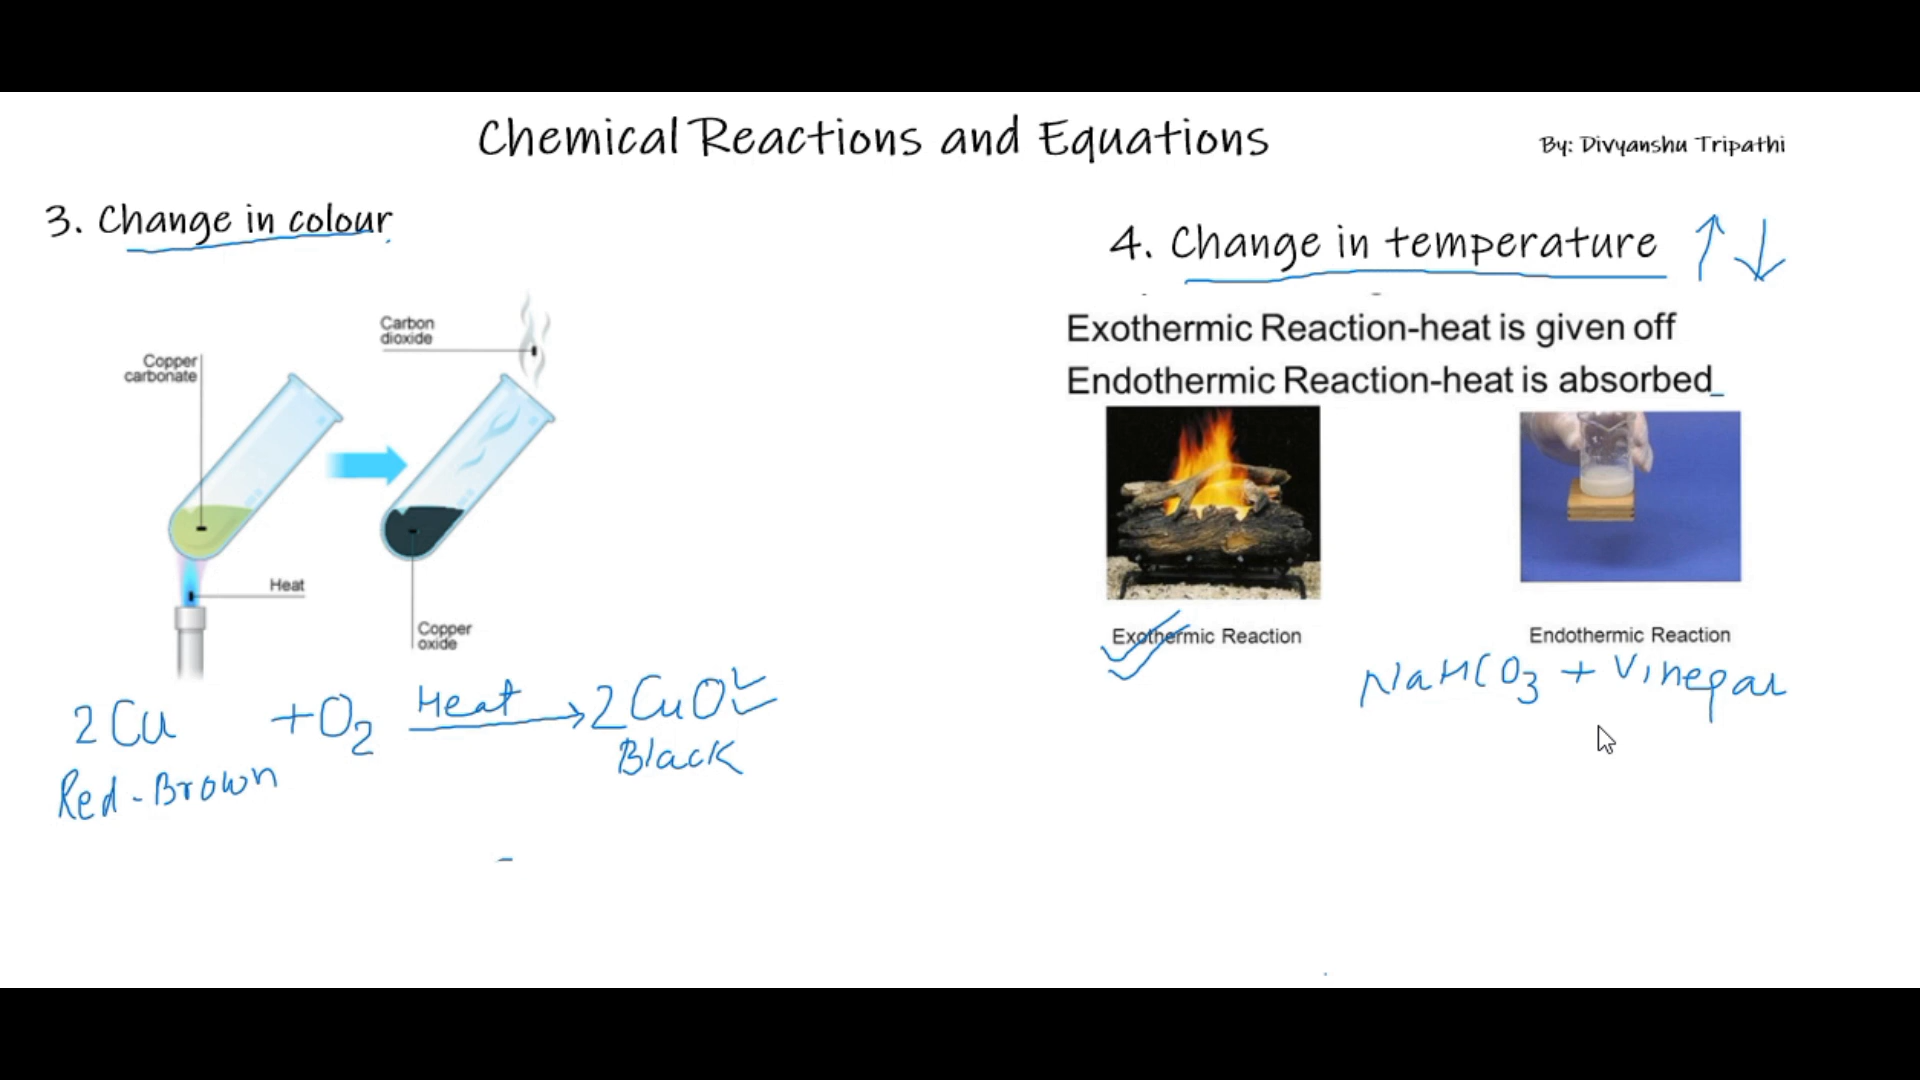 Chemical Reactions and Equations
By: Divyanshu Tripathi
3. Change in colour
Carbon
dioxide
Copper
carbonate
Heat
Copper
oxide
2Cu + O2 Heat → 2CuO
Red-Brown
Black
4. Change in temperature ↑ ↓
Exothermic Reaction-heat is given off
Endothermic Reaction-heat is absorbed
Exothermic Reaction
Endothermic Reaction
NaHCO3 + Vinegar